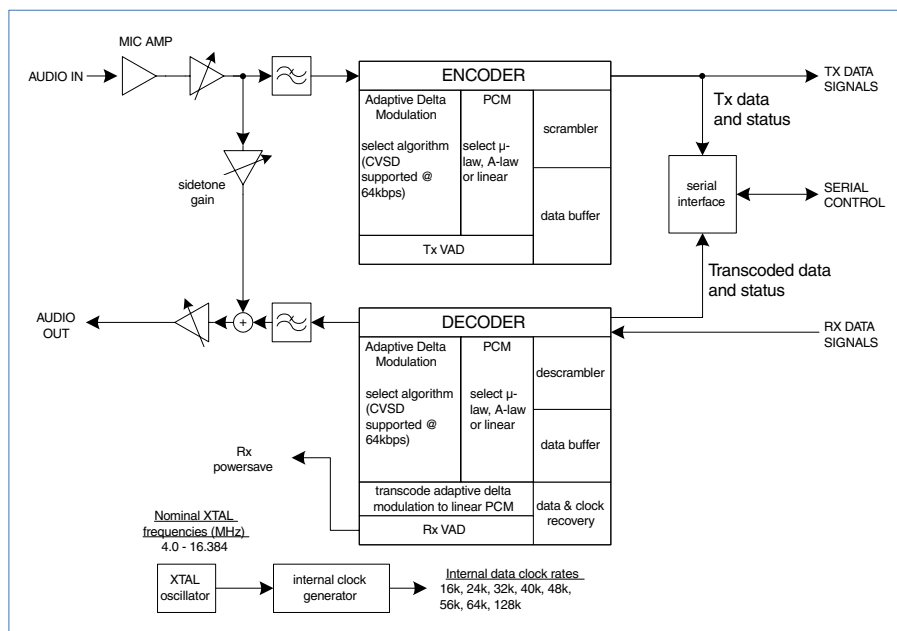 MIC AMP
AUDIO IN
ENCODER
Adaptive Delta
Modulation
select algorithm
(CVSD
supported @
64kbps)
PCM
select µ-
law, A-law
or linear
scrambler
data buffer
Tx VAD
TX DATA
SIGNALS
Tx data
and status
serial
interface
SERIAL
CONTROL
sidetone
gain
Transcoded data
and status
AUDIO
OUT
+
DECODER
Adaptive Delta
Modulation
select algorithm
(CVSD
supported @
64kbps)
PCM
select µ-
law, A-law
or linear
descrambler
data buffer
RX DATA
SIGNALS
Rx
powersave
transcode adaptive delta
modulation to linear PCM
Rx VAD
data & clock
recovery
Nominal XTAL
frequencies (MHz)
4.0 - 16.384
XTAL
oscillator
internal clock
generator
Internal data clock rates
16k, 24k, 32k, 40k, 48k,
56k, 64k, 128k